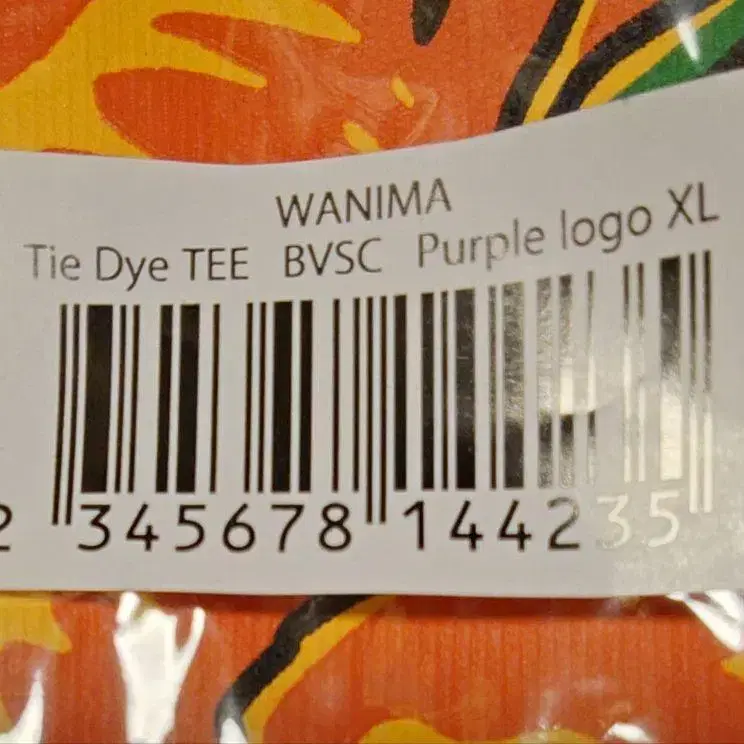 WANIMA
Tie Dye TEE BVSC Purple logo XL
2 345678 144235